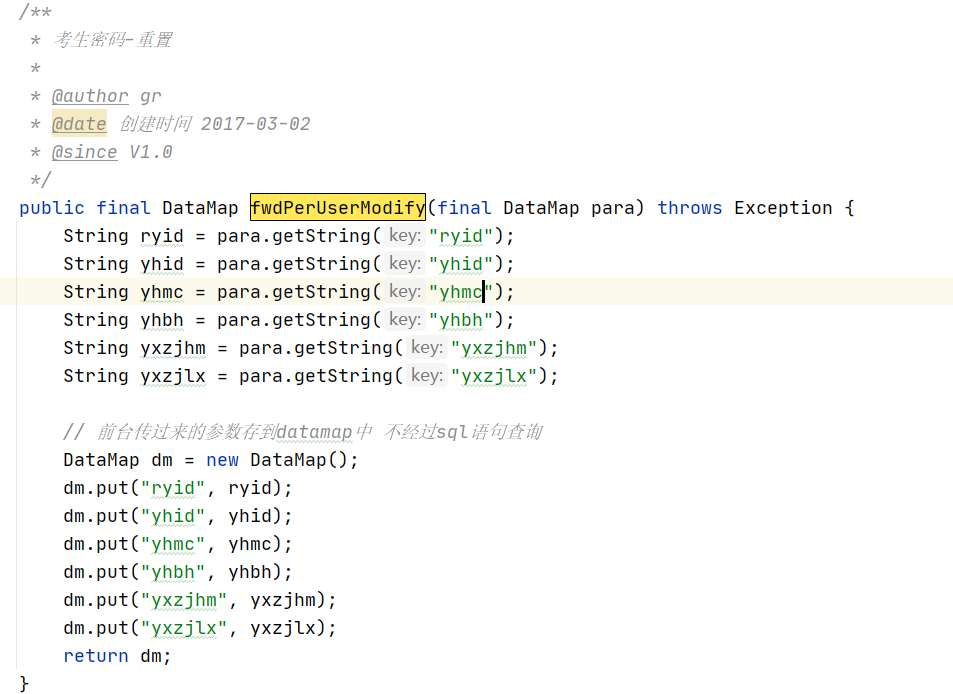 /**
 * 考生密码-重置
 *
 * @author gr
 * @date 创建时间 2017-03-02
 * @since V1.0
 */
public final DataMap fwdPerUserModify(final DataMap para) throws Exception {
    String ryid = para.getString( key: "ryid");
    String yhid = para.getString( key: "yhid");
    String yhmc = para.getString( key: "yhmc");
    String yhbh = para.getString( key: "yhbh");
    String yxzjhm = para.getString( key: "yxzjhm");
    String yxzjlx = para.getString( key: "yxzjlx");

    // 前台传过来的参数存到datamap中 不经过sql语句查询
    DataMap dm = new DataMap();
    dm.put("ryid", ryid);
    dm.put("yhid", yhid);
    dm.put("yhmc", yhmc);
    dm.put("yhbh", yhbh);
    dm.put("yxzjhm", yxzjhm);
    dm.put("yxzjlx", yxzjlx);
    return dm;
}